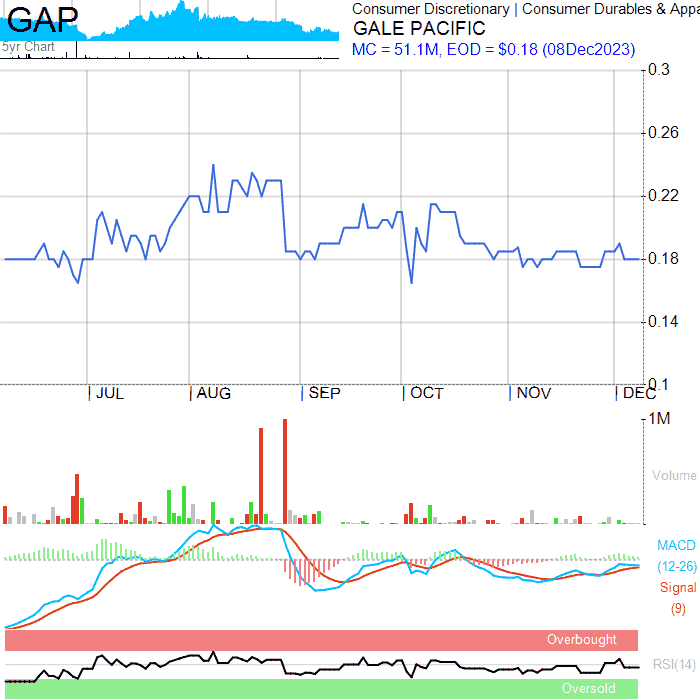 GAP
5yr Chart
Consumer Discretionary | Consumer Durables & Appa
GALE PACIFIC
MC = 51.1M, EOD = $0.18 (08Dec2023)
0.3
0.26
0.22
0.18
0.14
0.1
JUL
AUG
SEP
OCT
NOV
DEC
1M
Volume
MACD
(12-26)
Signal
(9)
Overbought
RSI(14)
Oversold